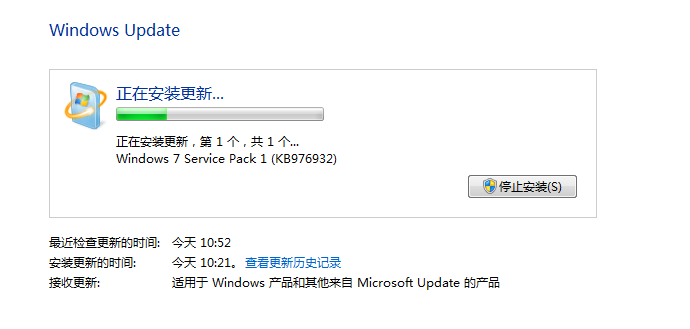 Windows Update
正在安装更新...
正在安装更新，第 1 个，共 1 个...
Windows 7 Service Pack 1 (KB976932)
停止安装(S)
最近检查更新的时间: 今天 10:52
安装更新的时间: 今天 10:21。查看更新历史记录
接收更新: 适用于 Windows 产品和其他来自 Microsoft Update 的产品